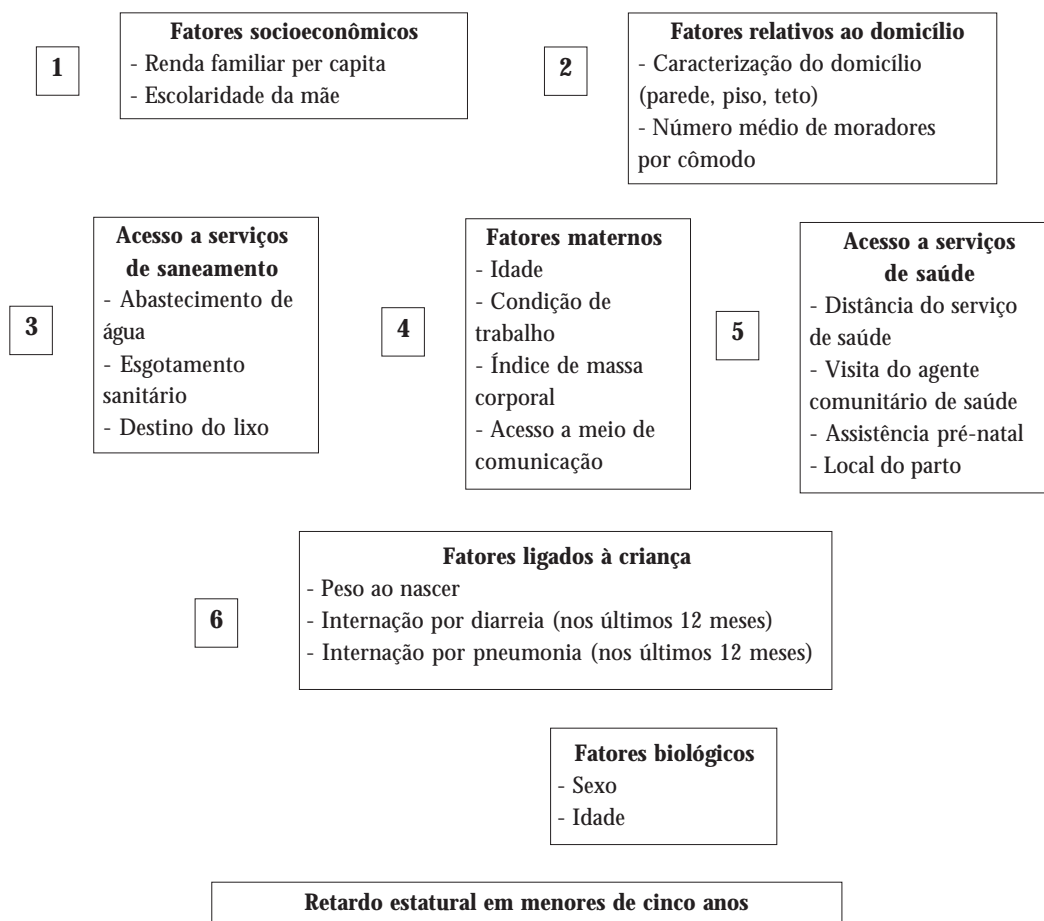 1
Fatores socioeconômicos
- Renda familiar per capita
- Escolaridade da mãe
2
Fatores relativos ao domicílio
- Caracterização do domicílio
(parede, piso, teto)
- Número médio de moradores
por cômodo
3
Acesso a serviços
de saneamento
- Abastecimento de
água
- Esgotamento
sanitário
- Destino do lixo
4
Fatores maternos
- Idade
- Condição de
trabalho
- Índice de massa
corporal
- Acesso a meio de
comunicação
5
Acesso a serviços
de saúde
- Distância do serviço
de saúde
- Visita do agente
comunitário de saúde
- Assistência pré-natal
- Local do parto
6
Fatores ligados à criança
- Peso ao nascer
- Internação por diarreia (nos últimos 12 meses)
- Internação por pneumonia (nos últimos 12 meses)
Fatores biológicos
- Sexo
- Idade
Retardo estatural em menores de cinco anos